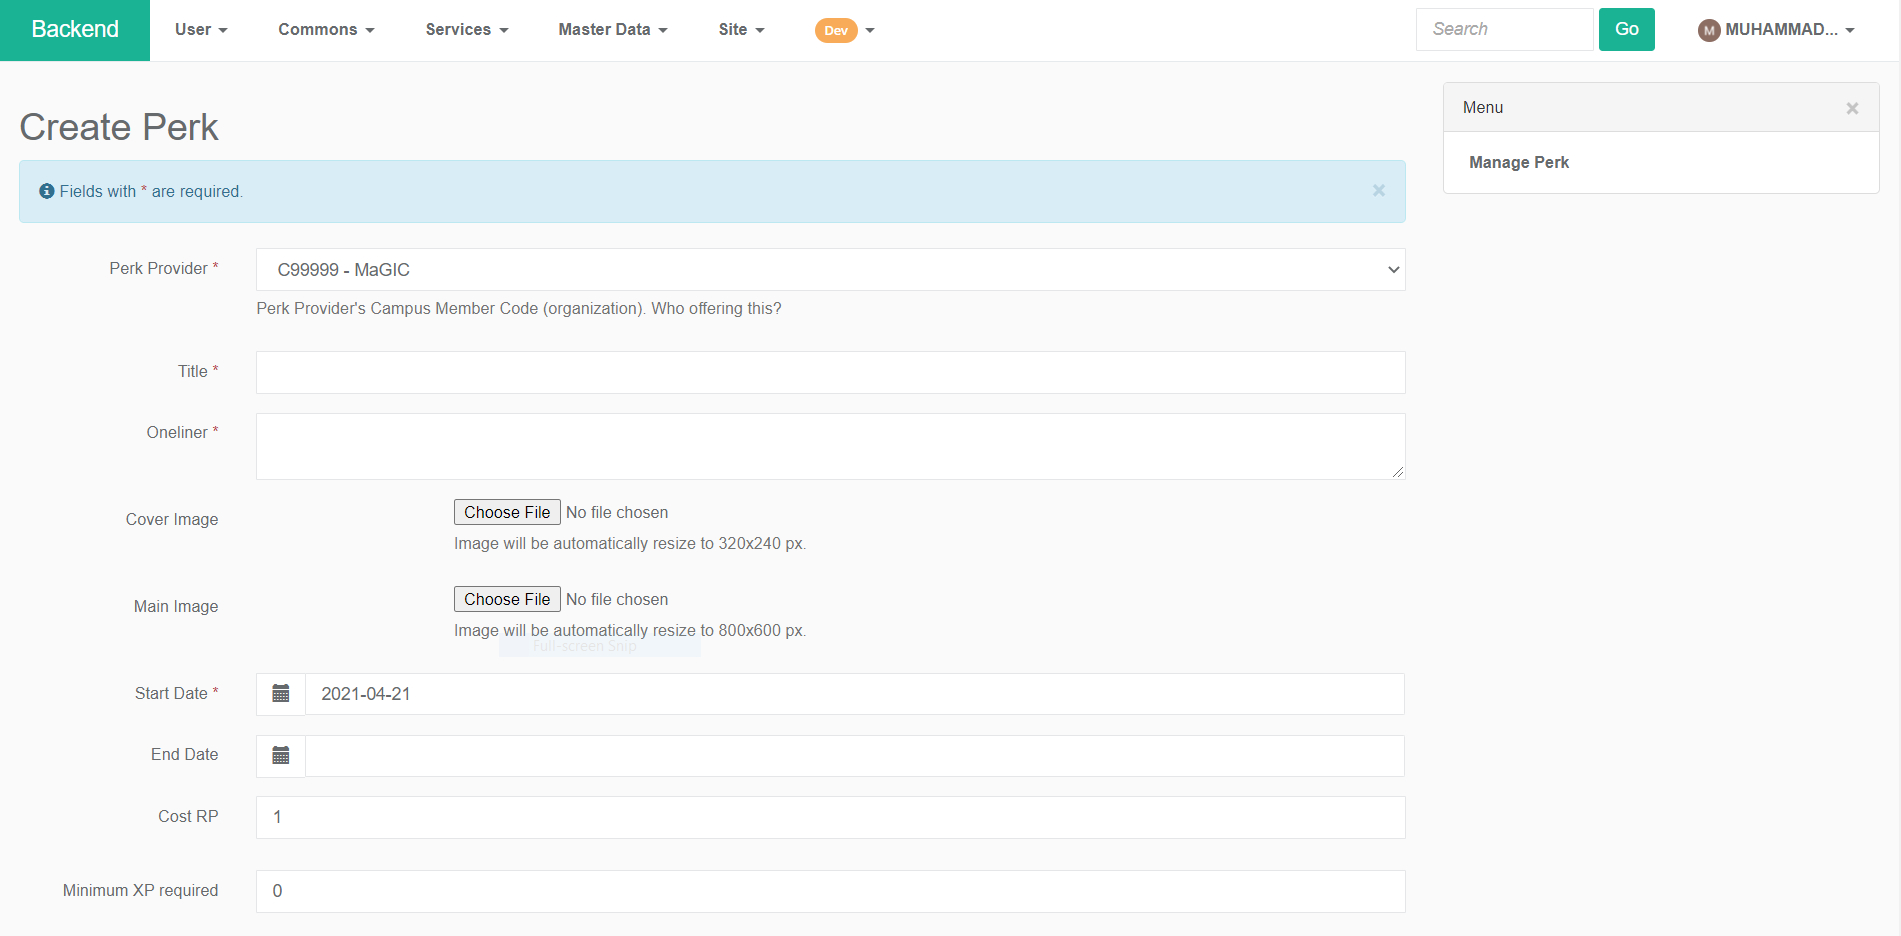 Backend
User
Commons
Services
Master Data
Site
Dev
Search
Go
M
MUHAMMAD...
Menu
×
Manage Perk
Create Perk
Fields with * are required.
×
Perk Provider *
C99999 - MaGIC
Perk Provider's Campus Member Code (organization). Who offering this?
Title *
Oneliner *
Cover Image
Choose File No file chosen
Image will be automatically resize to 320x240 px.
Main Image
Choose File No file chosen
Image will be automatically resize to 800x600 px.
Full-screen Snip
Start Date *
2021-04-21
End Date
Cost RP
1
Minimum XP required
0